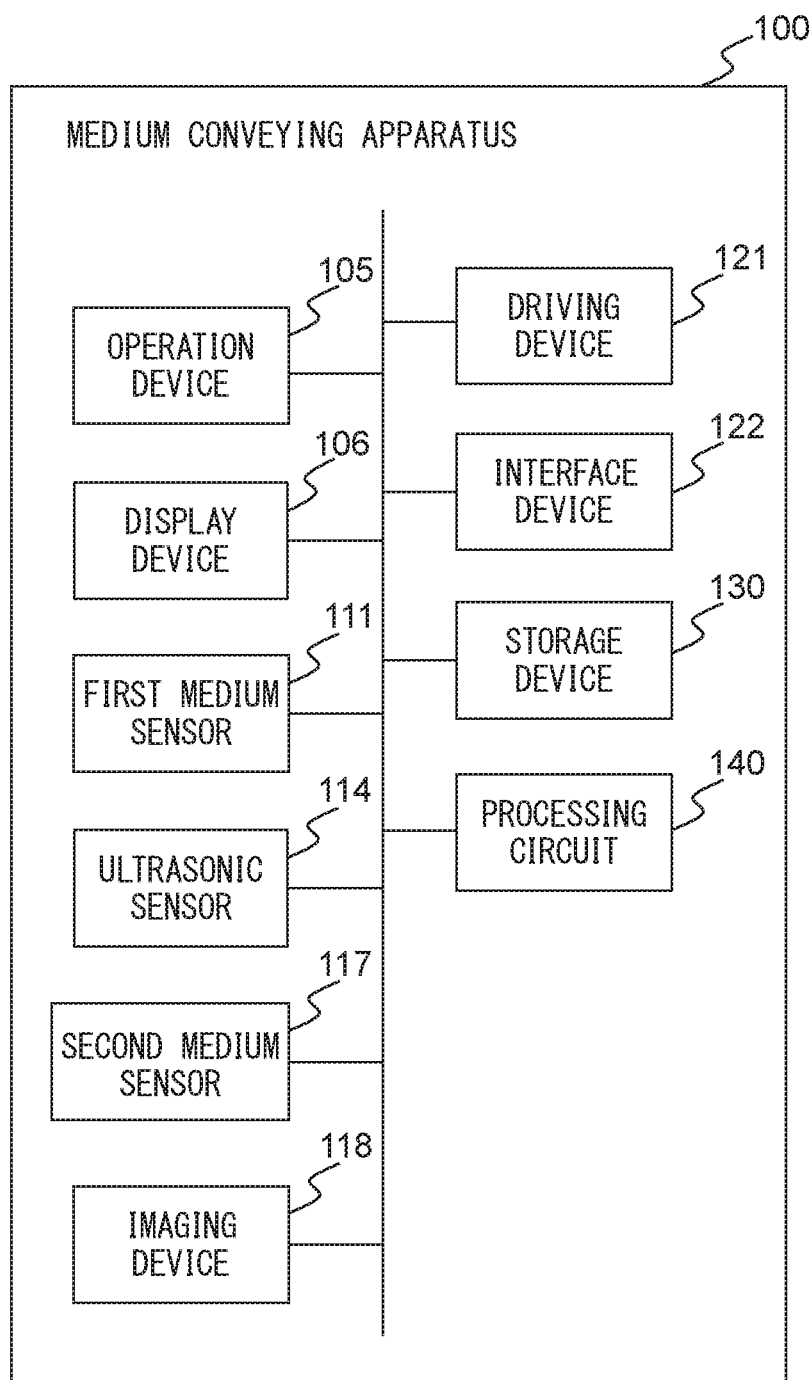 100
MEDIUM CONVEYING APPARATUS
105
OPERATION
DEVICE
106
DISPLAY
DEVICE
111
FIRST MEDIUM
SENSOR
114
ULTRASONIC
SENSOR
117
SECOND MEDIUM
SENSOR
118
IMAGING
DEVICE
121
DRIVING
DEVICE
122
INTERFACE
DEVICE
130
STORAGE
DEVICE
140
PROCESSING
CIRCUIT